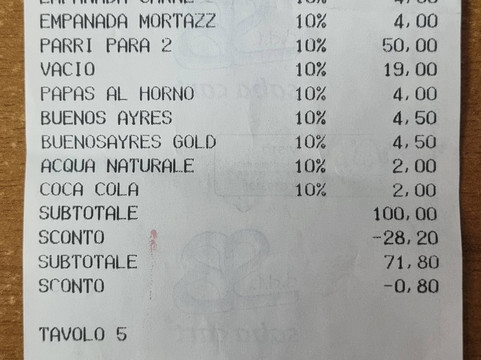 EMPANADA CARNE
EMPANADA MORTAZZ 10% 4,00
PARRI PARA 2 10% 50,00
VACIO 10% 19,00
PAPAS AL HORNO 10% 4,00
BUENOS AYRES 10% 4,50
BUENOSAYRES GOLD 10% 4,50
ACQUA NATURALE 10% 2,00
COCA COLA 10% 2,00
SUBTOTALE 100,00
SCONTO -28,20
SUBTOTALE 71,80
SCONTO -0,80
TAVOLO 5